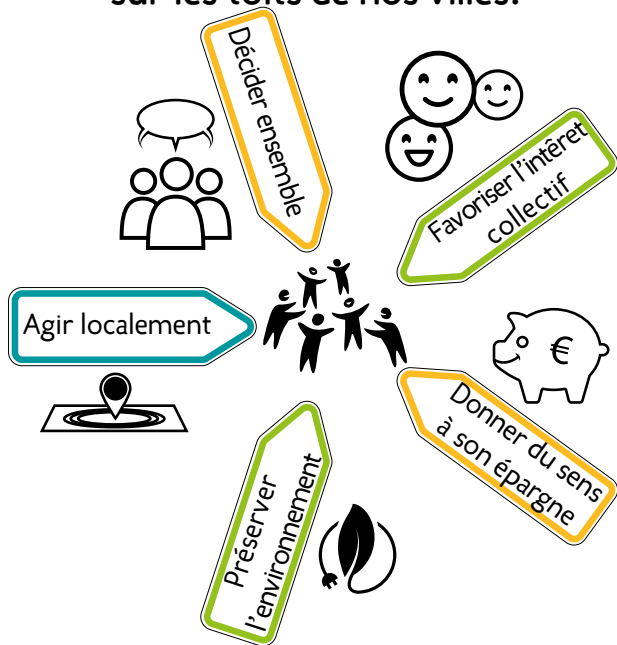 sur les toits de nos villes.
Décider ensemble
Favoriser l'intêret
collectif
Agir localement
€
Donner du sens
à son épargne
Préserver
l'environnement